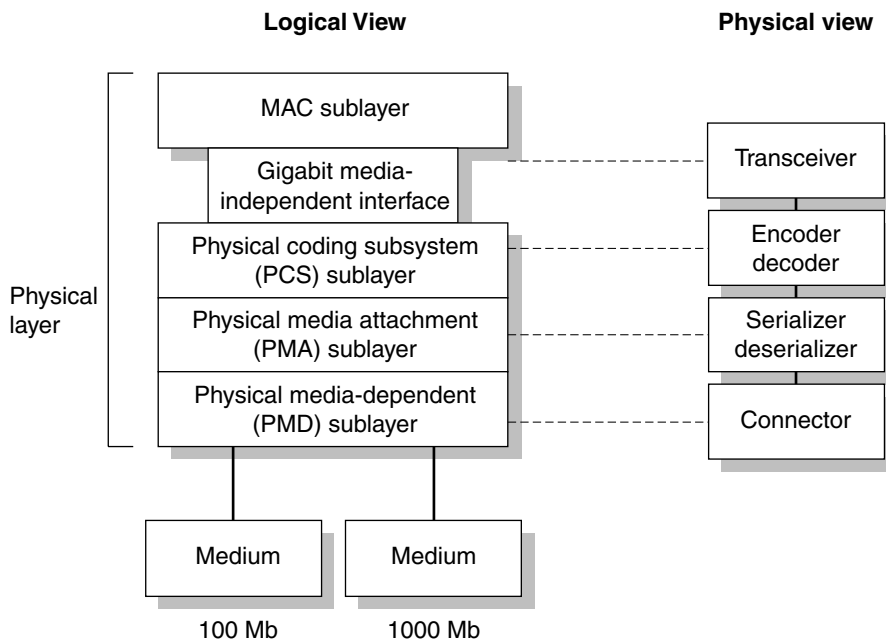 Logical View
Physical view
MAC sublayer
Gigabit media-
independent interface
Physical coding subsystem
(PCS) sublayer
Physical media attachment
(PMA) sublayer
Physical media-dependent
(PMD) sublayer
Physical
layer
Medium
Medium
100 Mb
1000 Mb
Transceiver
Encoder
decoder
Serializer
deserializer
Connector